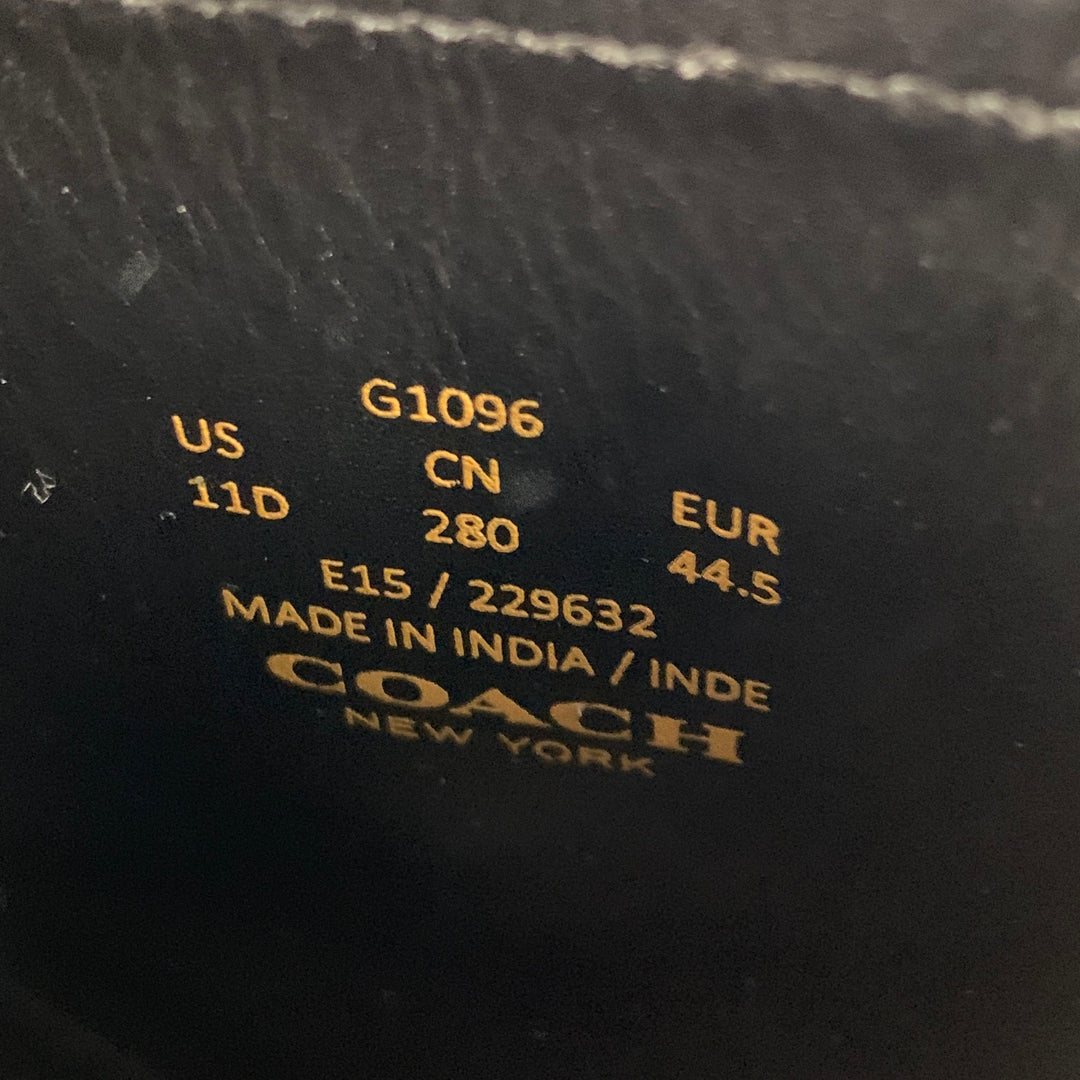 G1096
US CN EUR
11D 280 44.5
E15 / 229632
MADE IN INDIA / INDE
COACH
NEW YORK